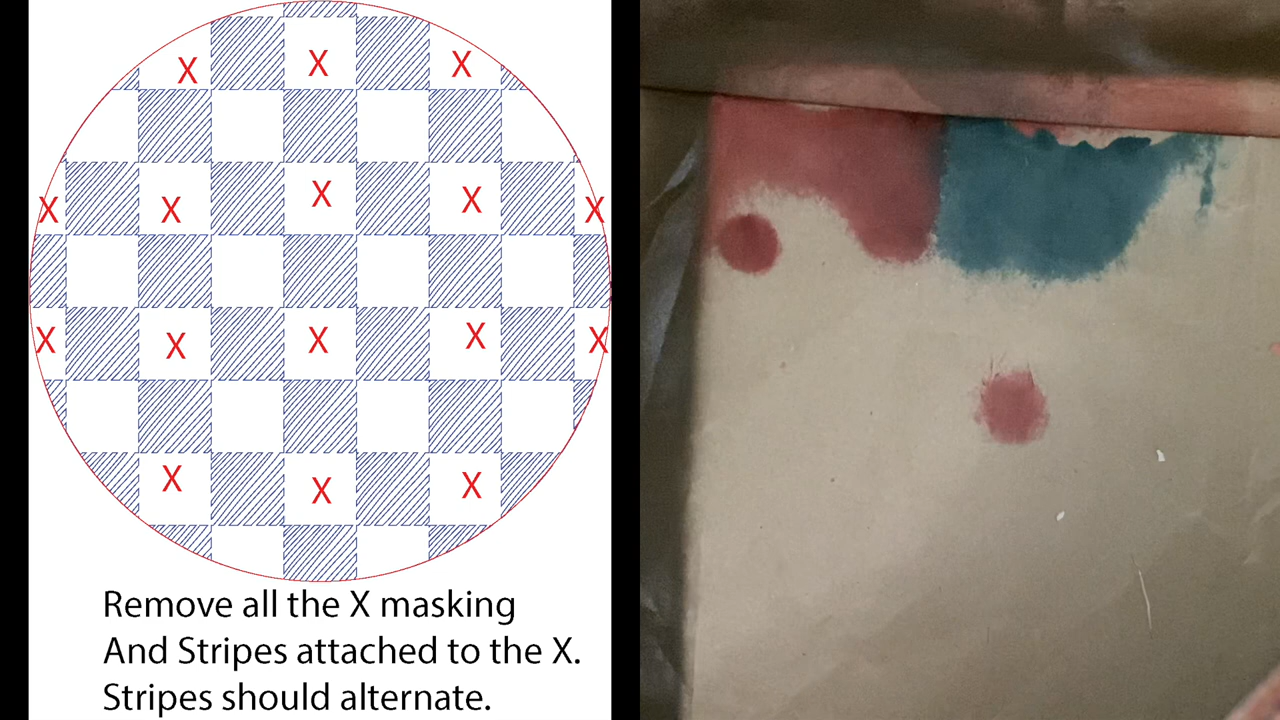 X X X
X X X X X
X X X X X
X X X
Remove all the X masking
And Stripes attached to the X.
Stripes should alternate.